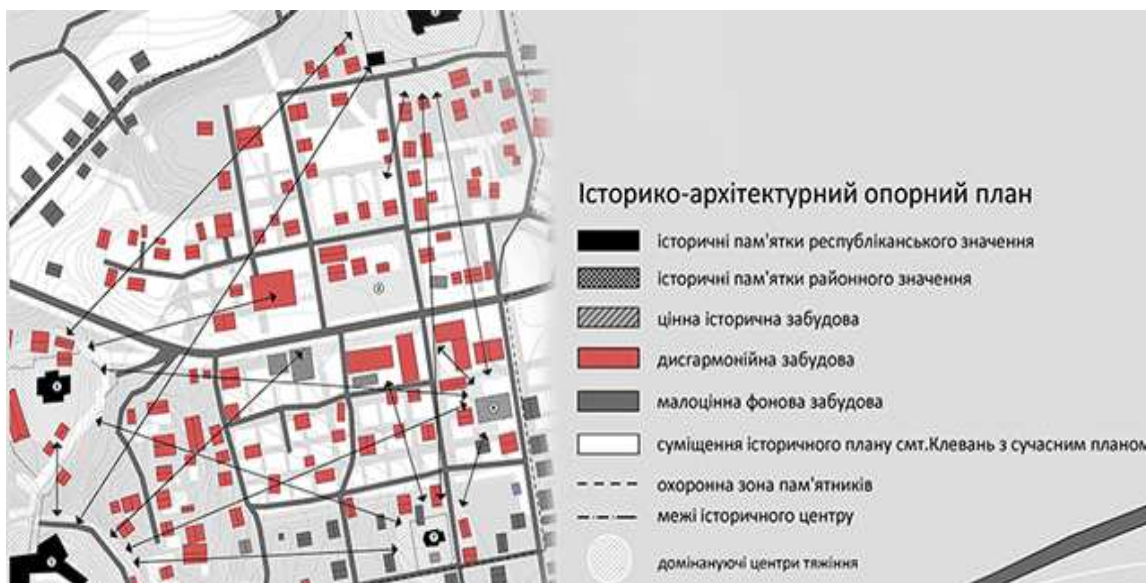 Історико-архітектурний опорний план
історичні пам'ятки республіканського значення
історичні пам'ятки районного значення
цінна історична забудова
дисгармонійна забудова
малоцінна фонова забудова
суміщення історичного плану смт.Клевань з сучасним планом
охоронна зона пам'ятників
межі історичного центру
домінануючі центри тяжіння